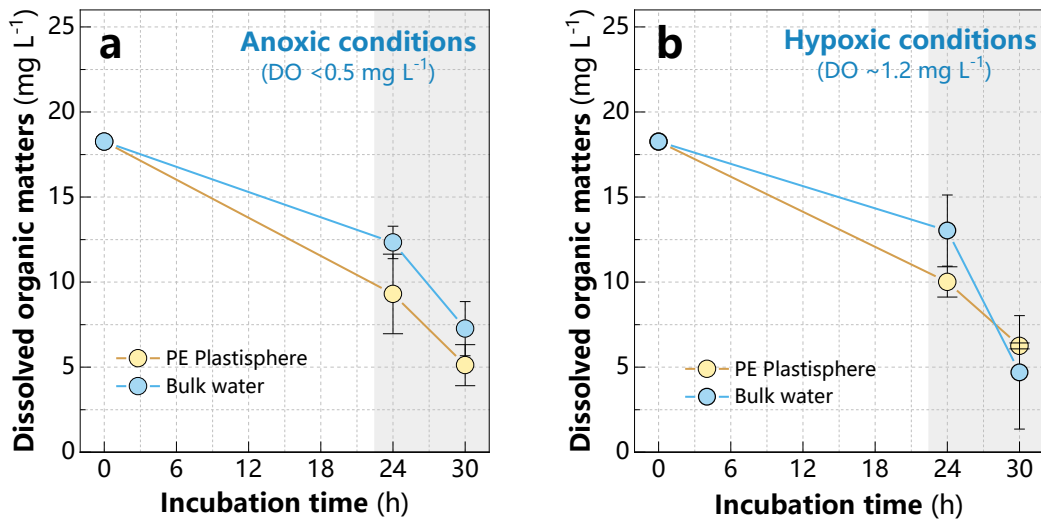 a
Anoxic conditions
(DO <0.5 mg L⁻¹)
Dissolved organic matters (mg L⁻¹)
25
20
15
10
5
0
PE Plastisphere
Bulk water
0 6 12 18 24 30
Incubation time (h)
b
Hypoxic conditions
(DO ~1.2 mg L⁻¹)
Dissolved organic matters (mg L⁻¹)
25
20
15
10
5
0
PE Plastisphere
Bulk water
0 6 12 18 24 30
Incubation time (h)